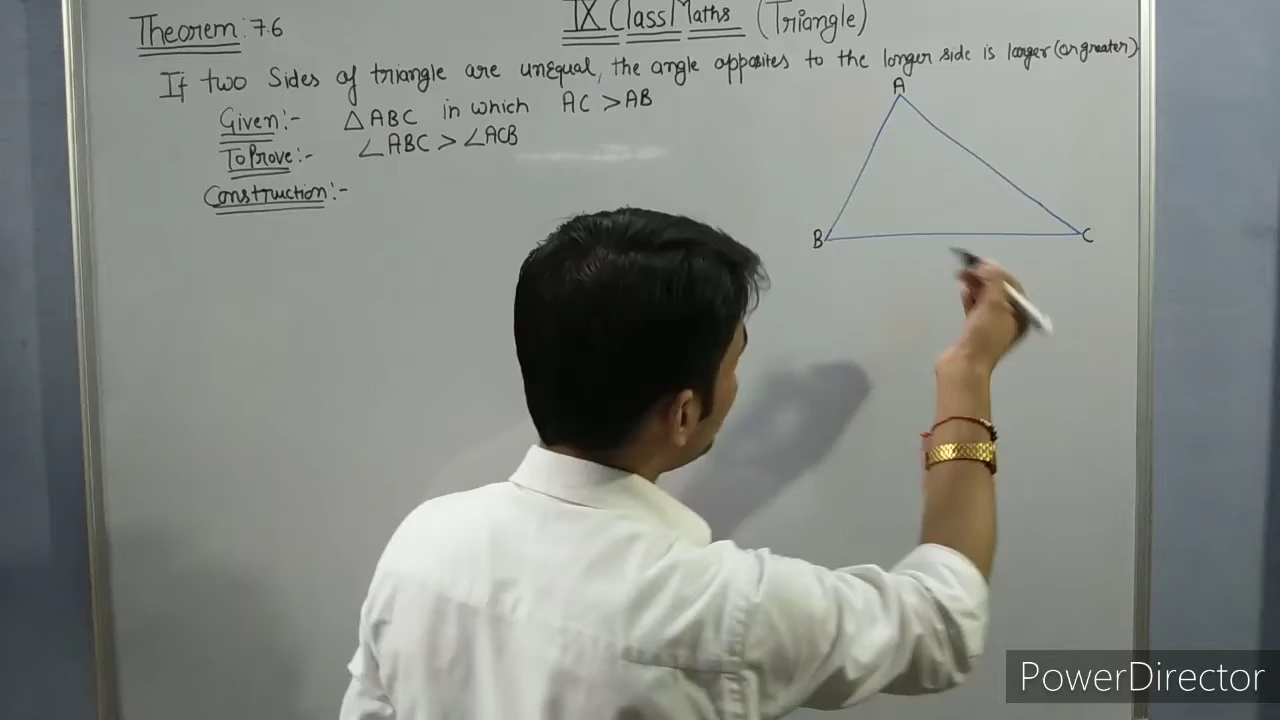 IX Class Maths (Triangle)
Theorem: 7.6
If two Sides of triangle are unequal, the angle opposites to the longer side is larger (or greater)
Given:- △ABC in which AC > AB
To Prove:- ∠ABC > ∠ACB
Construction:-
A
B
C
PowerDirector